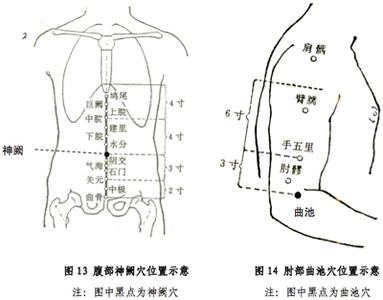 鸠尾
巨阙
上脘
中脘
建里
下脘
水分
神阙
阴交
气海
石门
关元
中极
曲骨
4寸
4寸
3寸
2寸
图 13 腹部神阙穴位置示意
注: 图中黑点为神阙穴
肩髃
臂臑
6寸
手五里
3寸
肘髎
曲池
图 14 肘部曲池穴位置示意
注: 图中黑点为曲池穴